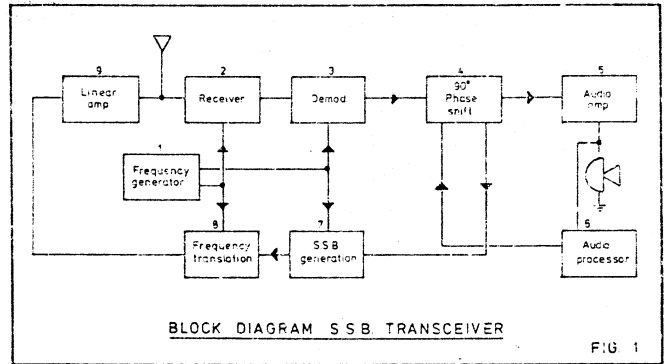 9
Linear
amp
2
Receiver
3
Demod.
4
90°
Phase
shift
5
Audio
amp
1
Frequency
generator
8
Frequency
translation
7
S.S.B.
generation
6
Audio
processor
BLOCK DIAGRAM S.S.B. TRANSCEIVER
FIG. 1